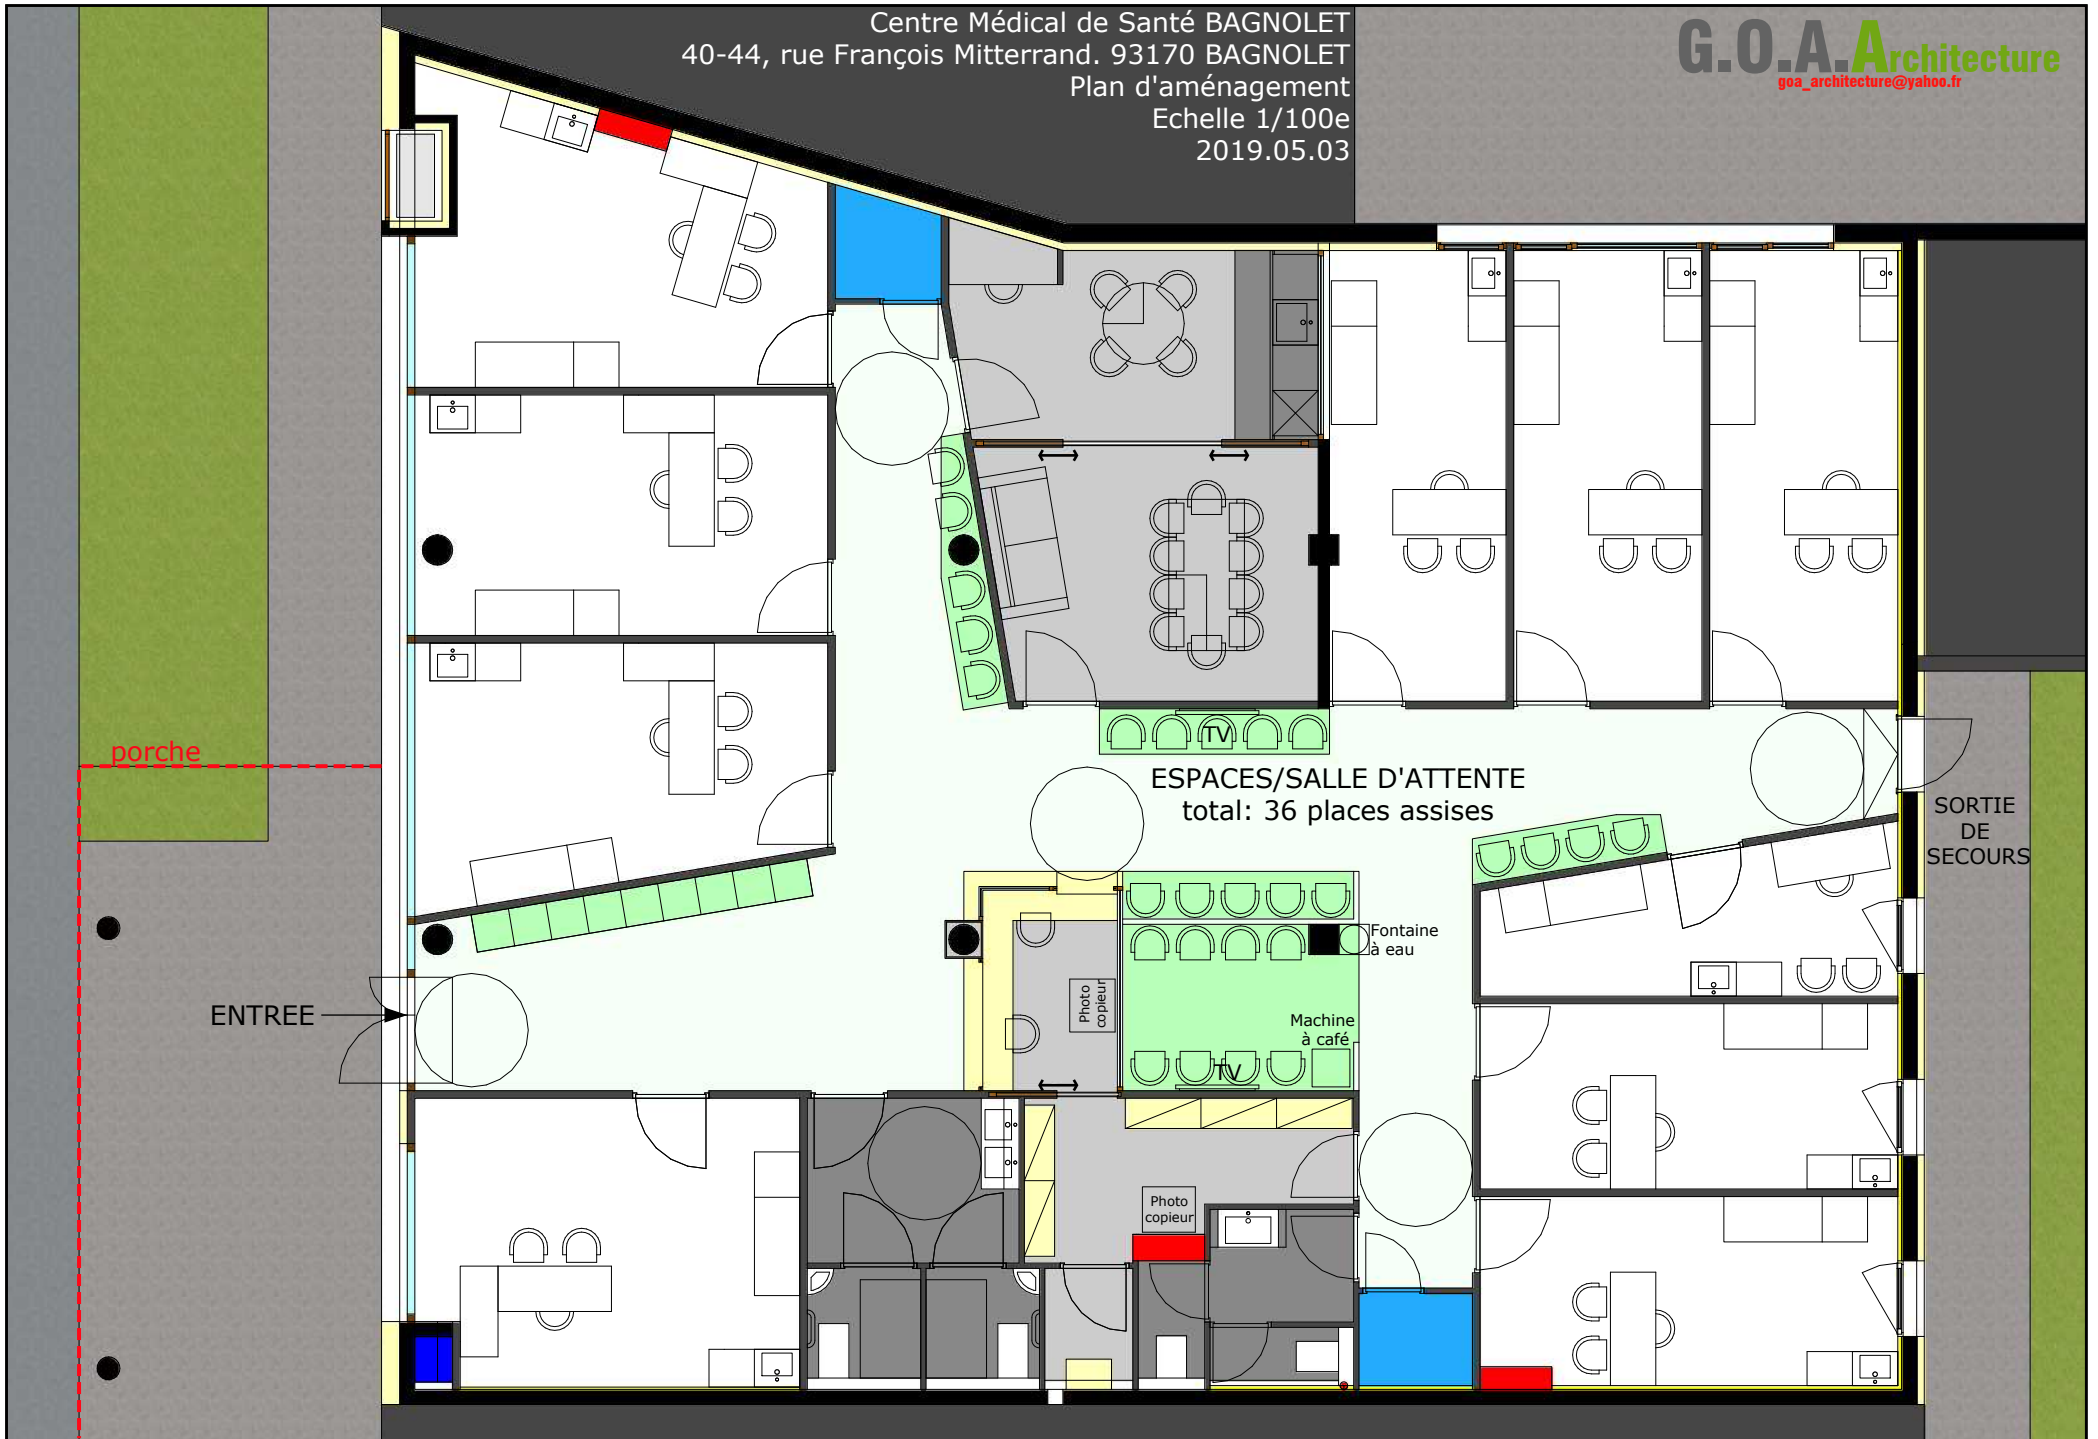 Centre Médical de Santé BAGNOLET
40-44, rue François Mitterrand. 93170 BAGNOLET
Plan d'aménagement
Echelle 1/100e
2019.05.03
G.O.A.Architecture
goa_architecture@yahoo.fr
porche
TV
ESPACES/SALLE D'ATTENTE
total: 36 places assises
SORTIE
DE
SECOURS
Fontaine
à eau
ENTREE
Photo
copieur
Machine
à café
TV
Photo
copieur